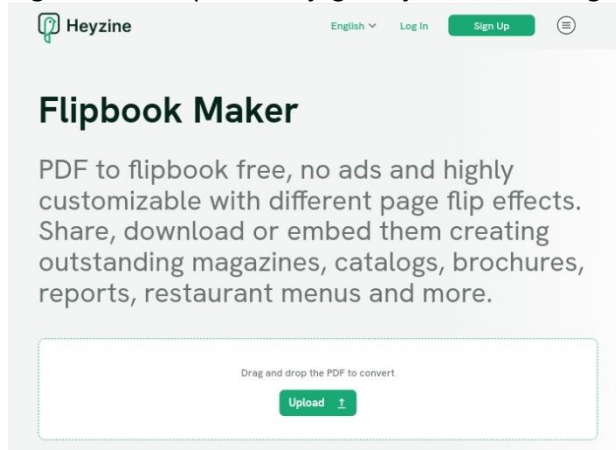 Heyzine
English Log In Sign Up
Flipbook Maker
PDF to flipbook free, no ads and highly
customizable with different page flip effects.
Share, download or embed them creating
outstanding magazines, catalogs, brochures,
reports, restaurant menus and more.
Drag and drop the PDF to convert
Upload